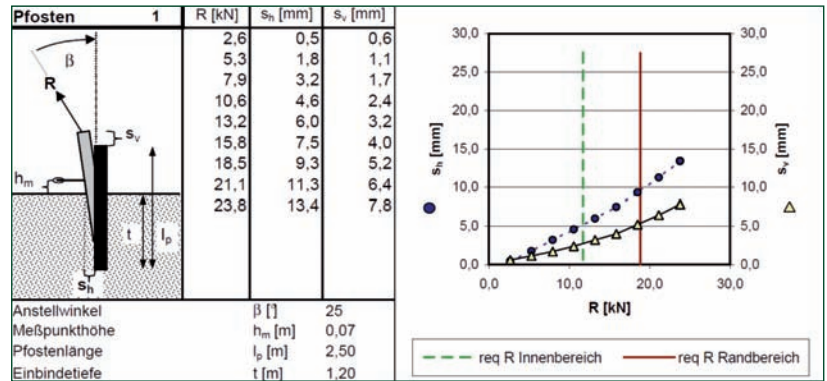 Pfosten 1 R [kN] sh [mm] sv [mm]
2,6 0,5 0,6
5,3 1,8 1,1
7,9 3,2 1,7
10,6 4,6 2,4
13,2 6,0 3,2
15,8 7,5 4,0
18,5 9,3 5,2
21,1 11,3 6,4
23,8 13,4 7,8
β
R
sv
hm
t
lp
sh
Anstellwinkel β [°] 25
Meßpunkthöhe hm [m] 0,07
Pfostenlänge lp [m] 2,50
Einbindetiefe t [m] 1,20
30,0 30,0
25,0 25,0
20,0 20,0
15,0 15,0
10,0 10,0
5,0 5,0
0,0 0,0
sh [mm]
sv [mm]
0,0 10,0 20,0 30,0
R [kN]
req R Innenbereich req R Randbereich